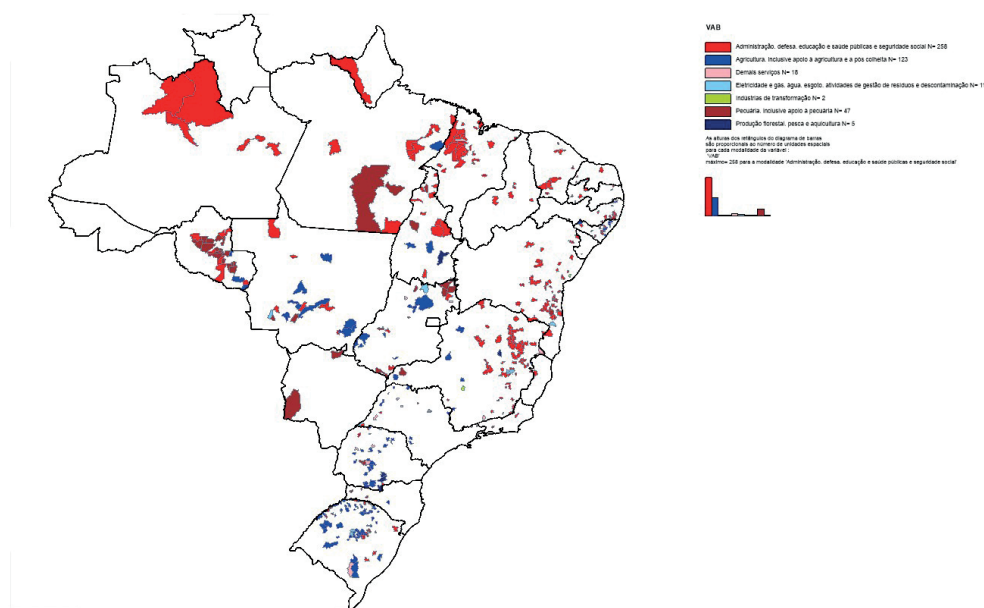 VAB
Administração, defesa, educação e saúde públicas e seguridade social N= 258
Agricultura, inclusive apoio à agricultura e a pós colheita N= 123
Demais serviços N= 18
Eletricidade e gás, água, esgoto, atividades de gestão de resíduos e descontaminação N= 1
Indústrias de transformação N= 2
Pecuária, inclusive apoio à pecuária N= 47
Produção florestal, pesca e aquicultura N= 5
As alturas dos retângulos do diagrama de barras
são proporcionais ao número de unidades espaciais
para cada modalidade da variável :
'VAB'
máximo= 258 para a modalidade 'Administração, defesa, educação e saúde públicas e seguridade social'